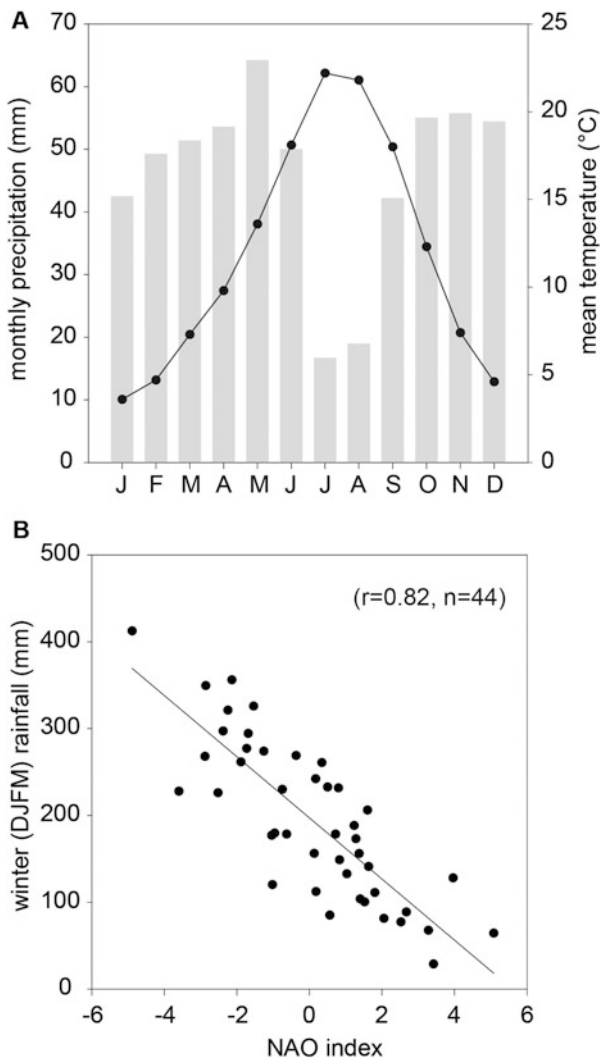 A
monthly precipitation (mm)
70
60
50
40
30
20
10
0
mean temperature (°C)
25
20
15
10
5
0
J F M A M J J A S O N D
B
winter (DJFM) rainfall (mm)
500
400
300
200
100
0
(r=0.82, n=44)
-6 -4 -2 0 2 4 6
NAO index